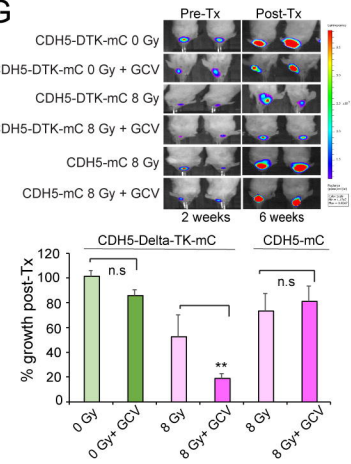 G
Pre-Tx Post-Tx
CDH5-DTK-mC 0 Gy
CDH5-DTK-mC 0 Gy + GCV
CDH5-DTK-mC 8 Gy
CDH5-DTK-mC 8 Gy + GCV
CDH5-mC 8 Gy
CDH5-mC 8 Gy + GCV
2 weeks 6 weeks
CDH5-Delta-TK-mC CDH5-mC
n.s
n.s
**
% growth post-Tx
120
100
80
60
40
20
0
0 Gy
0 Gy+ GCV
8 Gy
8 Gy+ GCV
8 Gy
8 Gy+ GCV